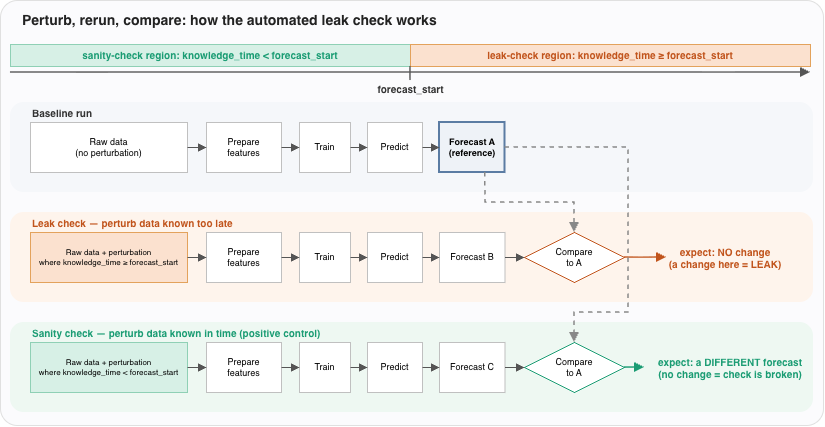 Perturb, rerun, compare: how the automated leak check works
sanity-check region: knowledge_time < forecast_start
leak-check region: knowledge_time ≥ forecast_start
forecast_start
Baseline run
Raw data
(no perturbation)
Prepare
features
Train
Predict
Forecast A
(reference)
Leak check — perturb data known too late
Raw data + perturbation
where knowledge_time ≥ forecast_start
Prepare
features
Train
Predict
Forecast B
Compare
to A
expect: NO change
(a change here = LEAK)
Sanity check — perturb data known in time (positive control)
Raw data + perturbation
where knowledge_time < forecast_start
Prepare
features
Train
Predict
Forecast C
Compare
to A
expect: a DIFFERENT forecast
(no change = check is broken)